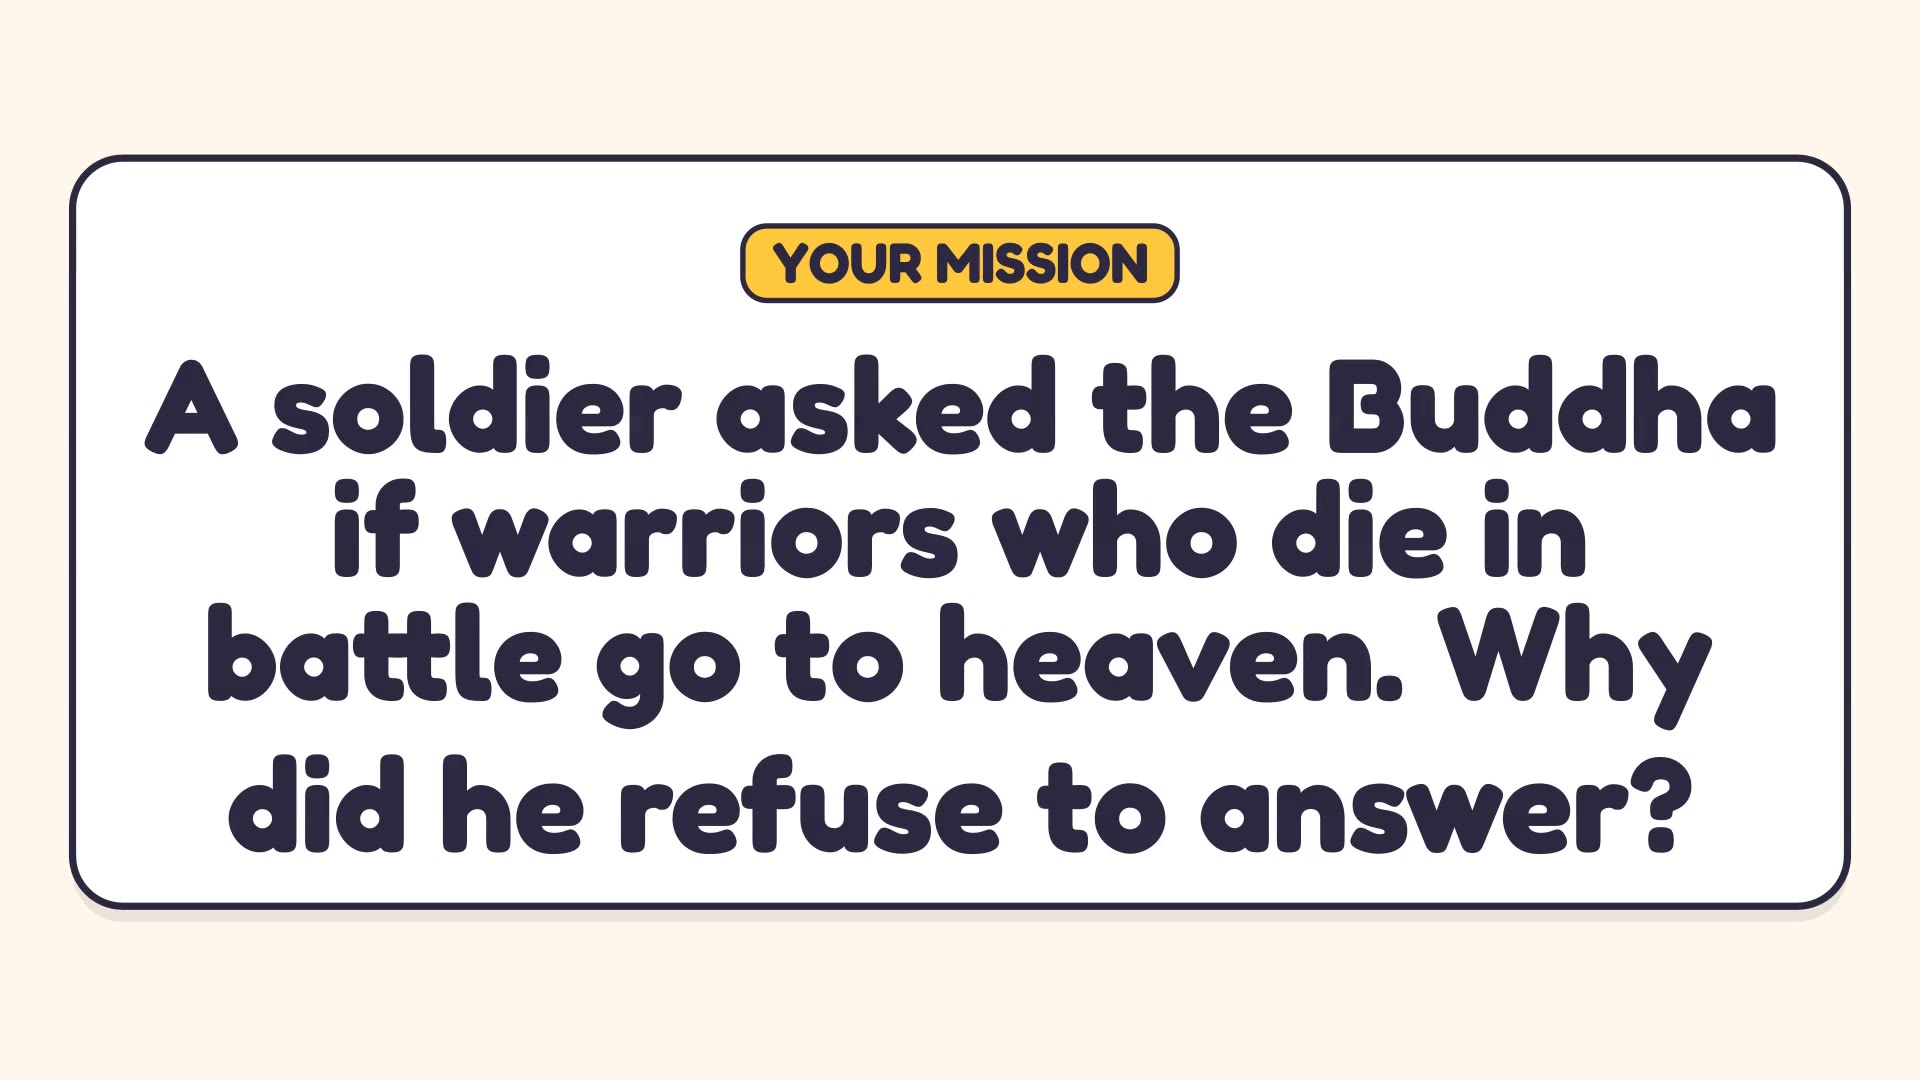 YOUR MISSION
A soldier asked the Buddha
if warriors who die in
battle go to heaven. Why
did he refuse to answer?